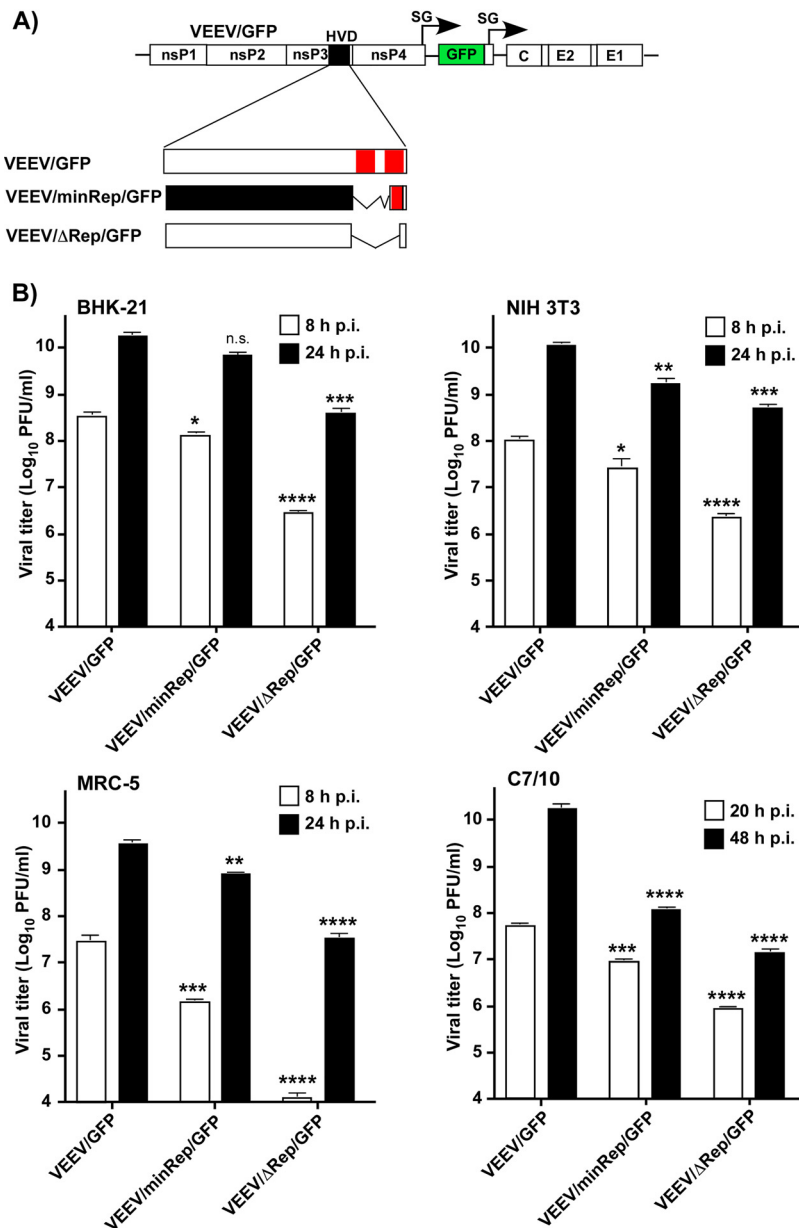 A)
VEEV/GFP
HVD
SG
SG
nsP1 nsP2 nsP3 nsP4 GFP C E2 E1
VEEV/GFP
VEEV/minRep/GFP
VEEV/ΔRep/GFP
B)
BHK-21
8 h p.i.
24 h p.i.
Viral titer (Log10 PFU/ml)
10
9
8
7
6
5
4
*
n.s.
****
***
VEEV/GFP
VEEV/minRep/GFP
VEEV/ΔRep/GFP
NIH 3T3
8 h p.i.
24 h p.i.
Viral titer (Log10 PFU/ml)
10
9
8
7
6
5
4
*
**
****
***
VEEV/GFP
VEEV/minRep/GFP
VEEV/ΔRep/GFP
MRC-5
8 h p.i.
24 h p.i.
Viral titer (Log10 PFU/ml)
10
9
8
7
6
5
4
***
**
****
****
VEEV/GFP
VEEV/minRep/GFP
VEEV/ΔRep/GFP
C7/10
20 h p.i.
48 h p.i.
Viral titer (Log10 PFU/ml)
10
9
8
7
6
5
4
***
****
****
****
VEEV/GFP
VEEV/minRep/GFP
VEEV/ΔRep/GFP